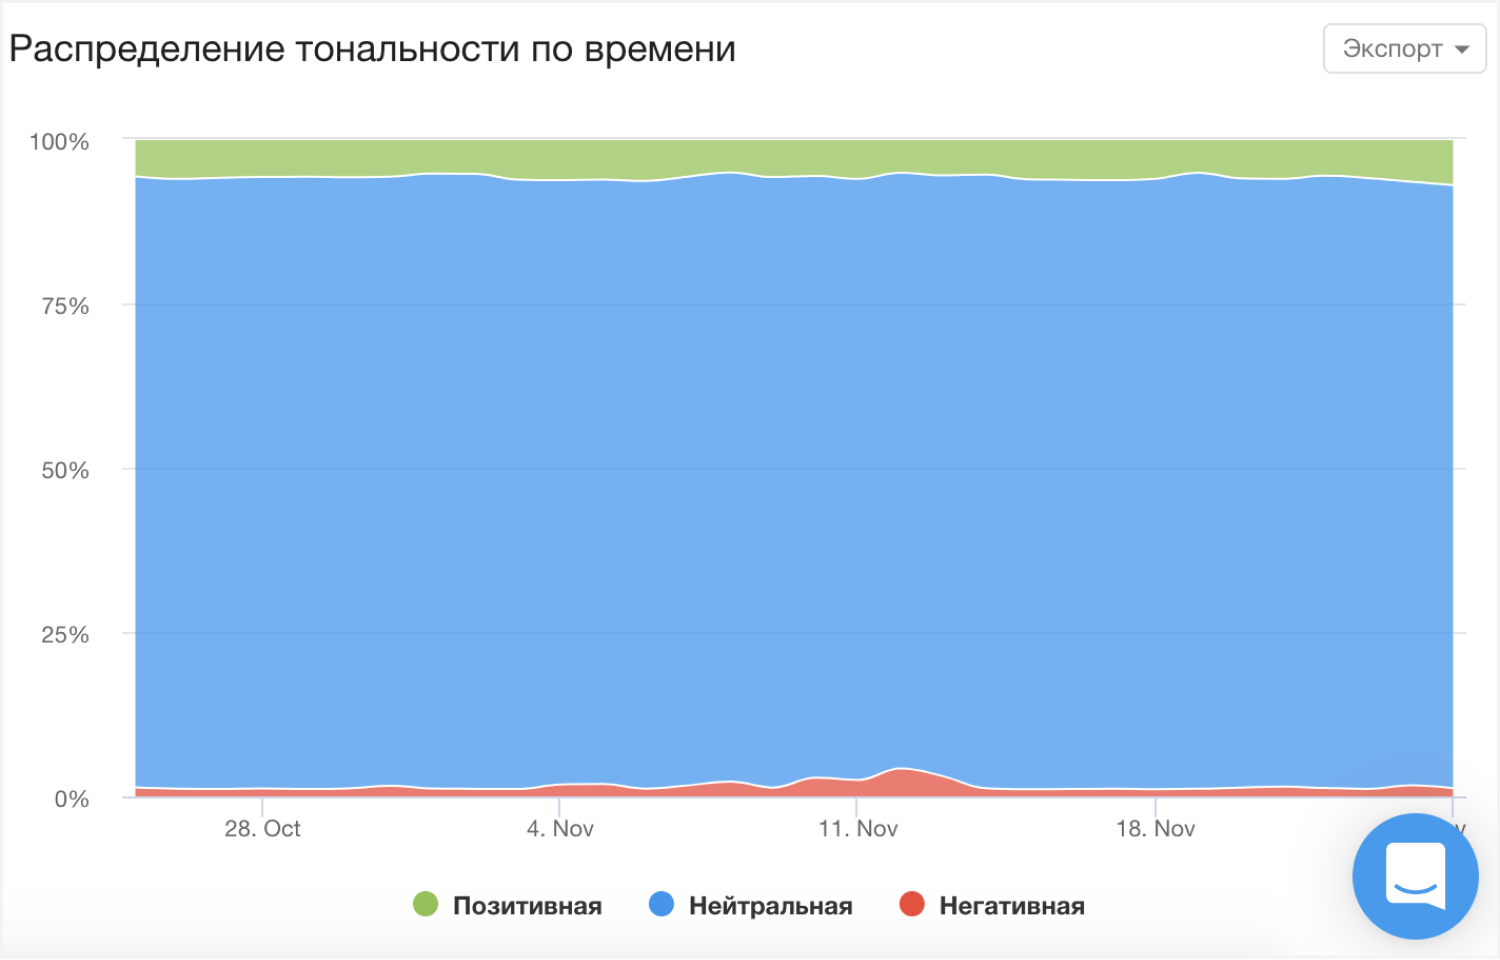 Распределение тональности по времени
Экспорт
100%
75%
50%
25%
0%
28. Oct
4. Nov
11. Nov
18. Nov
Позитивная
Нейтральная
Негативная